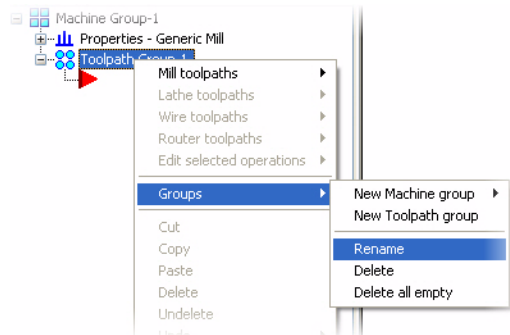 Machine Group-1
Properties - Generic Mill
Toolpath Group-1
Mill toolpaths
Lathe toolpaths
Wire toolpaths
Router toolpaths
Edit selected operations
Groups
Cut
Copy
Paste
Delete
Undelete
Undo
New Machine group
New Toolpath group
Rename
Delete
Delete all empty